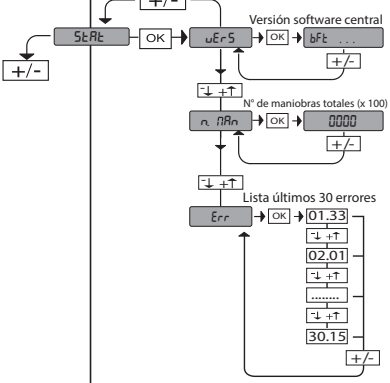 +/-
Versión software central
StAt OK vErS OK bFt ...
+/-
+/-
- ↓ +↑
N° de maniobras totales (x 100)
n. MAn OK 0000
+/-
- ↓ +↑
Lista últimos 30 errores
Err OK 01.33
- ↓ +↑
02.01
- ↓ +↑
........
- ↓ +↑
30.15
+/-